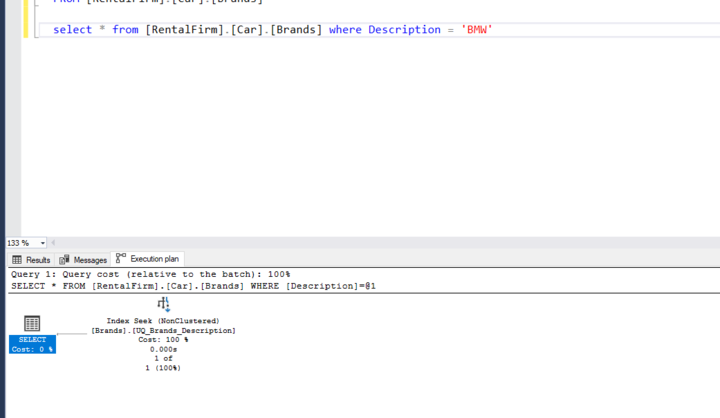 FROM [RentalFirm].[Car].[Brands]
select * from [RentalFirm].[Car].[Brands] where Description = 'BMW'
133 %
Results Messages Execution plan
Query 1: Query cost (relative to the batch): 100%
SELECT * FROM [RentalFirm].[Car].[Brands] WHERE [Description]=@1
Index Seek (NonClustered)
[Brands].[UQ_Brands_Description]
Cost: 100 %
0.000s
1 of
1 (100%)
SELECT
Cost: 0 %